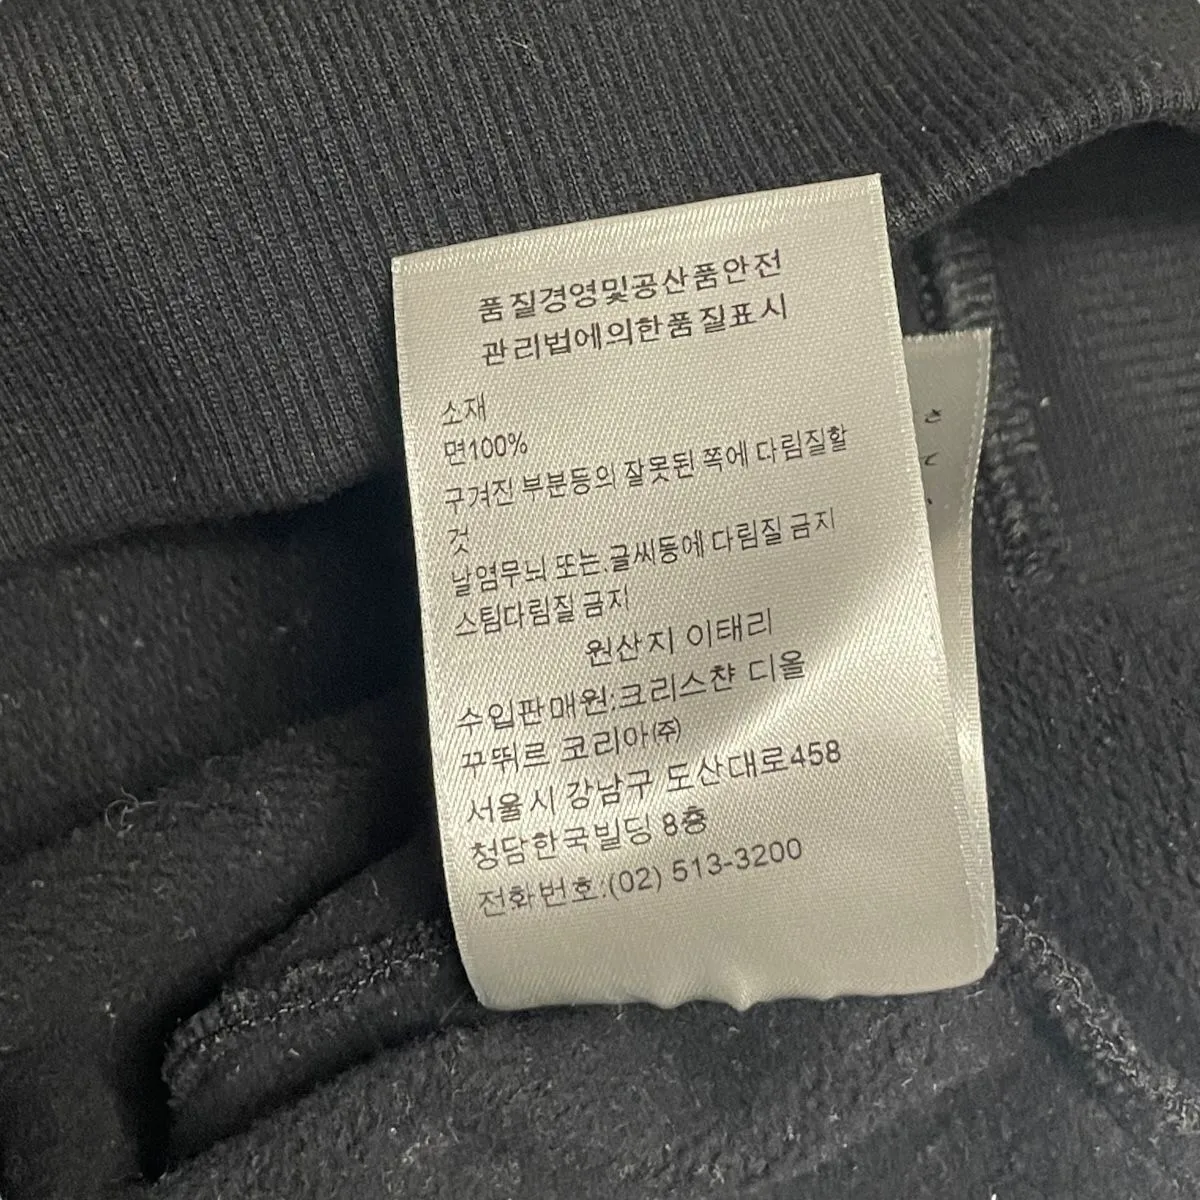 품질경영및공산품안전
관리법에의한품질표시
소재
면100%
구겨진 부분등의 잘못된 쪽에 다림질할
것
날염무늬 또는.글씨등에 다림질 금지
스팀다림질 금지
원산지 이태리
수입판매원:크리스챤 디올
꾸뛰르 코리아㈜
서울시 강남구 도산대로458
청담한국빌딩 8층
전화번호:(02) 513-3200
さ
て